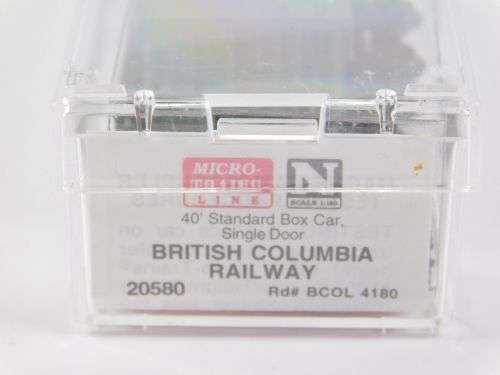 MICRO-
TRAINS
LINE
N
SCALE 1:160
40' Standard Box Car,
Single Door
BRITISH COLUMBIA
RAILWAY
20580 Rd# BCOL 4180